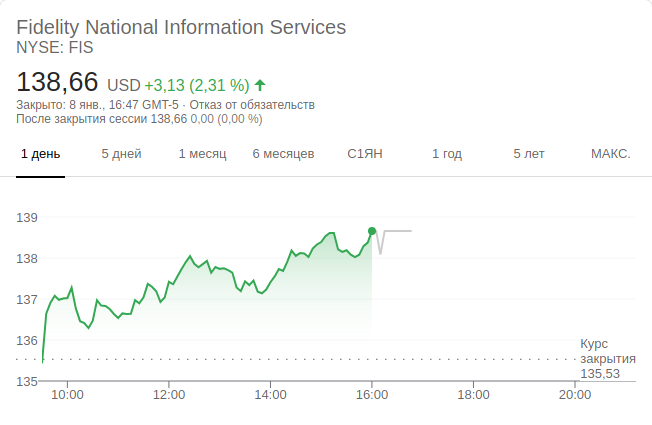 Fidelity National Information Services
NYSE: FIS
138,66 USD +3,13 (2,31 %)
Закрыто: 8 янв., 16:47 GMT-5 · Отказ от обязательств
После закрытия сессии 138,66 0,00 (0,00 %)
1 день 5 дней 1 месяц 6 месяцев С1ЯН 1 год 5 лет МАКС.
139
138
137
136
Курс
закрытия
135,53
135
10:00 12:00 14:00 16:00 18:00 20:00